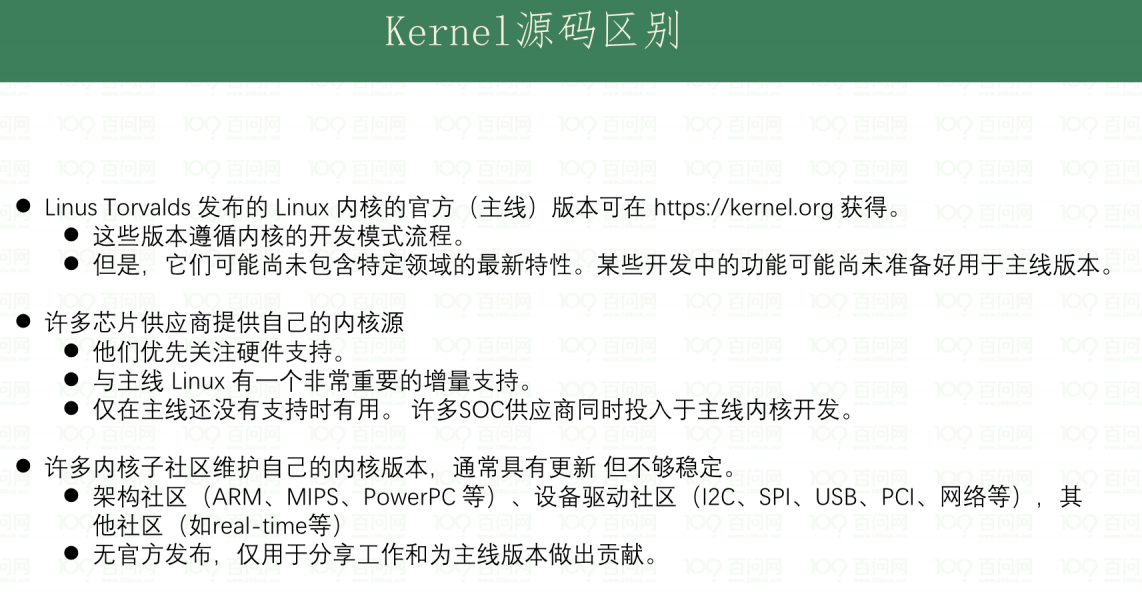 Kernel源码区别
● Linus Torvalds 发布的 Linux 内核的官方（主线）版本可在 https://kernel.org 获得。
● 这些版本遵循内核的开发模式流程。
● 但是，它们可能尚未包含特定领域的最新特性。某些开发中的功能可能尚未准备好用于主线版本。
● 许多芯片供应商提供自己的内核源
● 他们优先关注硬件支持。
● 与主线 Linux 有一个非常重要的增量支持。
● 仅在主线还没有支持时有用。 许多SOC供应商同时投入于主线内核开发。
● 许多内核子社区维护自己的内核版本，通常具有更新 但不够稳定。
● 架构社区（ARM、MIPS、PowerPC 等）、设备驱动社区（I2C、SPI、USB、PCI、网络等），其
他社区（如real-time等）
● 无官方发布，仅用于分享工作和为主线版本做出贡献。